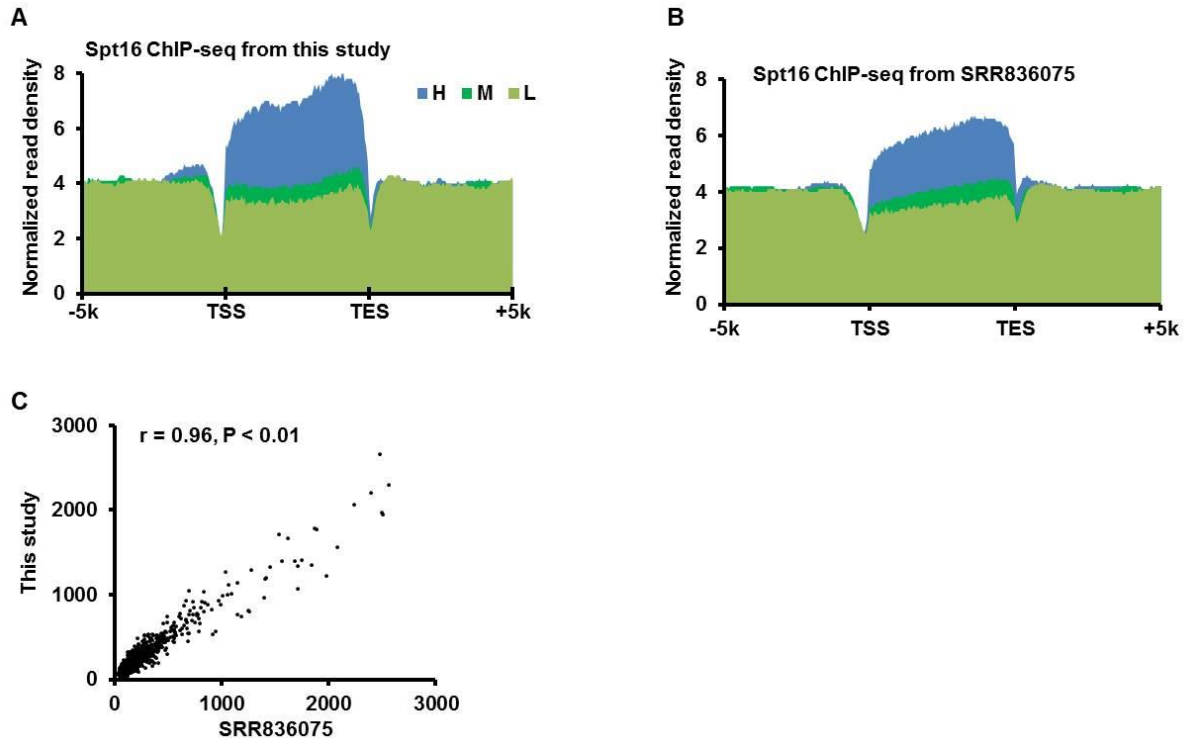 A
Spt16 ChIP-seq from this study
Normalized read density
8
6
4
2
0
H M L
-5k TSS TES +5k
B
Spt16 ChIP-seq from SRR836075
Normalized read density
8
6
4
2
0
-5k TSS TES +5k
C
r = 0.96, P < 0.01
This study
3000
2000
1000
0
0 1000 2000 3000
SRR836075